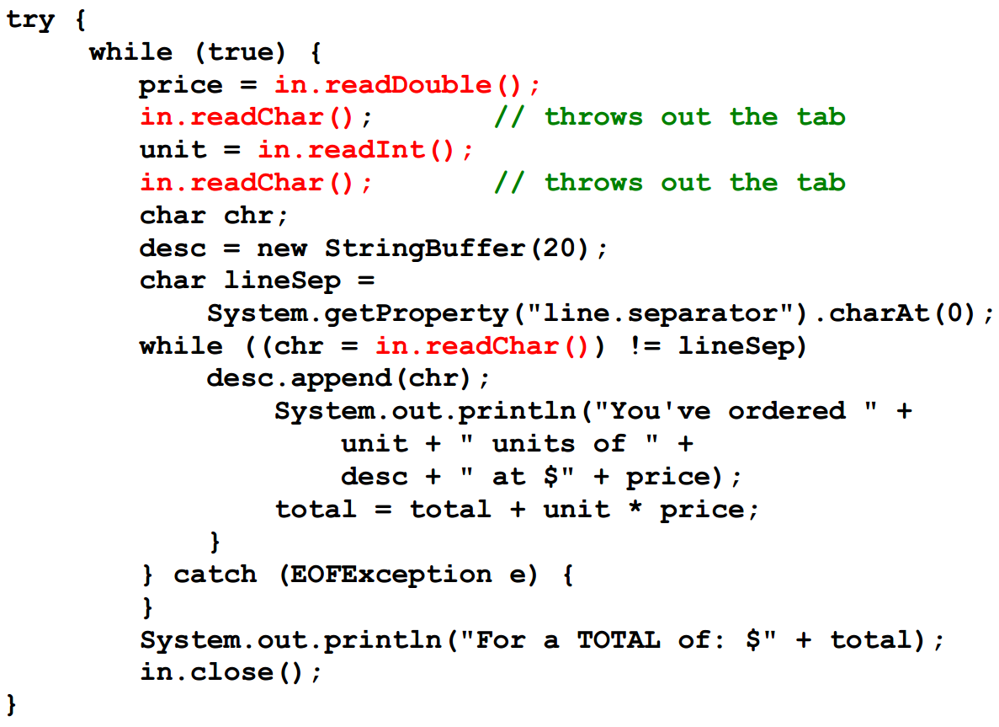 try {
     while (true) {
        price = in.readDouble();
        in.readChar();       // throws out the tab
        unit = in.readInt();
        in.readChar();       // throws out the tab
        char chr;
        desc = new StringBuffer(20);
        char lineSep =
            System.getProperty("line.separator").charAt(0);
        while ((chr = in.readChar()) != lineSep)
            desc.append(chr);
                System.out.println("You've ordered " +
                    unit + " units of " +
                    desc + " at $" + price);
                total = total + unit * price;
            }
        } catch (EOFException e) {
        }
        System.out.println("For a TOTAL of: $" + total);
        in.close();
}